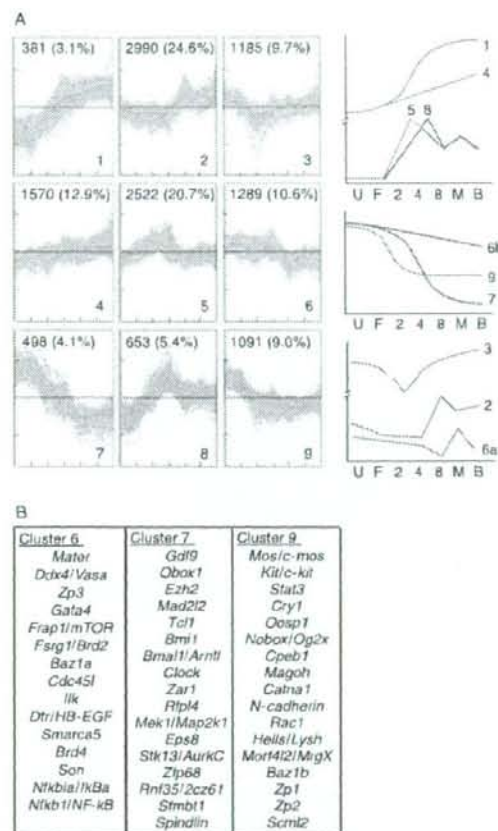 A
381 (3.1%)
2990 (24.6%)
1185 (9.7%)
1
2
3
1570 (12.9%)
2522 (20.7%)
1289 (10.6%)
4
5
6
498 (4.1%)
653 (5.4%)
1091 (9.0%)
7
8
9
1
4
5 8
U F 2 4 8 M B
6b
9
7
U F 2 4 8 M B
3
2
6a
U F 2 4 8 M B
B
Cluster 6
Mater
Ddx4/Vasa
Zp3
Gata4
Frap1/mTOR
Fsrg1/Brd2
Baz1a
Cdc45l
Ilk
Dtr/HB-EGF
Smarca5
Brd4
Son
Nfkbia/IkBa
Nfkb1/NF-kB
Cluster 7
Gdf9
Obox1
Ezh2
Mad2l2
Tcl1
Bmi1
Bmal1/Arntl
Clock
Zar1
Rfpl4
Mek1/Map2k1
Eps8
Stk13/AurkC
Zfp68
Rnf35/2cz61
Sfmbt1
Spindlin
Cluster 9
Mos/c-mos
Kit/c-kit
Stat3
Cry1
Oosp1
Nobox/Og2x
Cpeb1
Magoh
Catna1
N-cadherin
Rac1
Hells/Lysh
Morf4l2/MrgX
Baz1b
Zp1
Zp2
Scml2